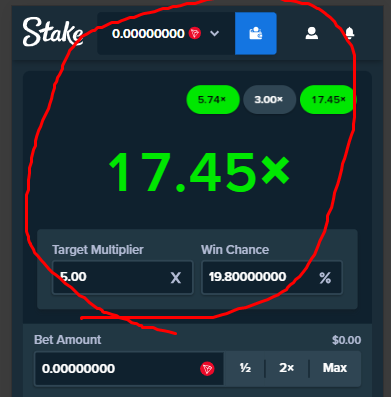 Stake 0.00000000
5.74× 3.00× 17.45×
17.45×
Target Multiplier Win Chance
5.00 X 19.80000000 %
Bet Amount $0.00
0.00000000 ½ 2× Max